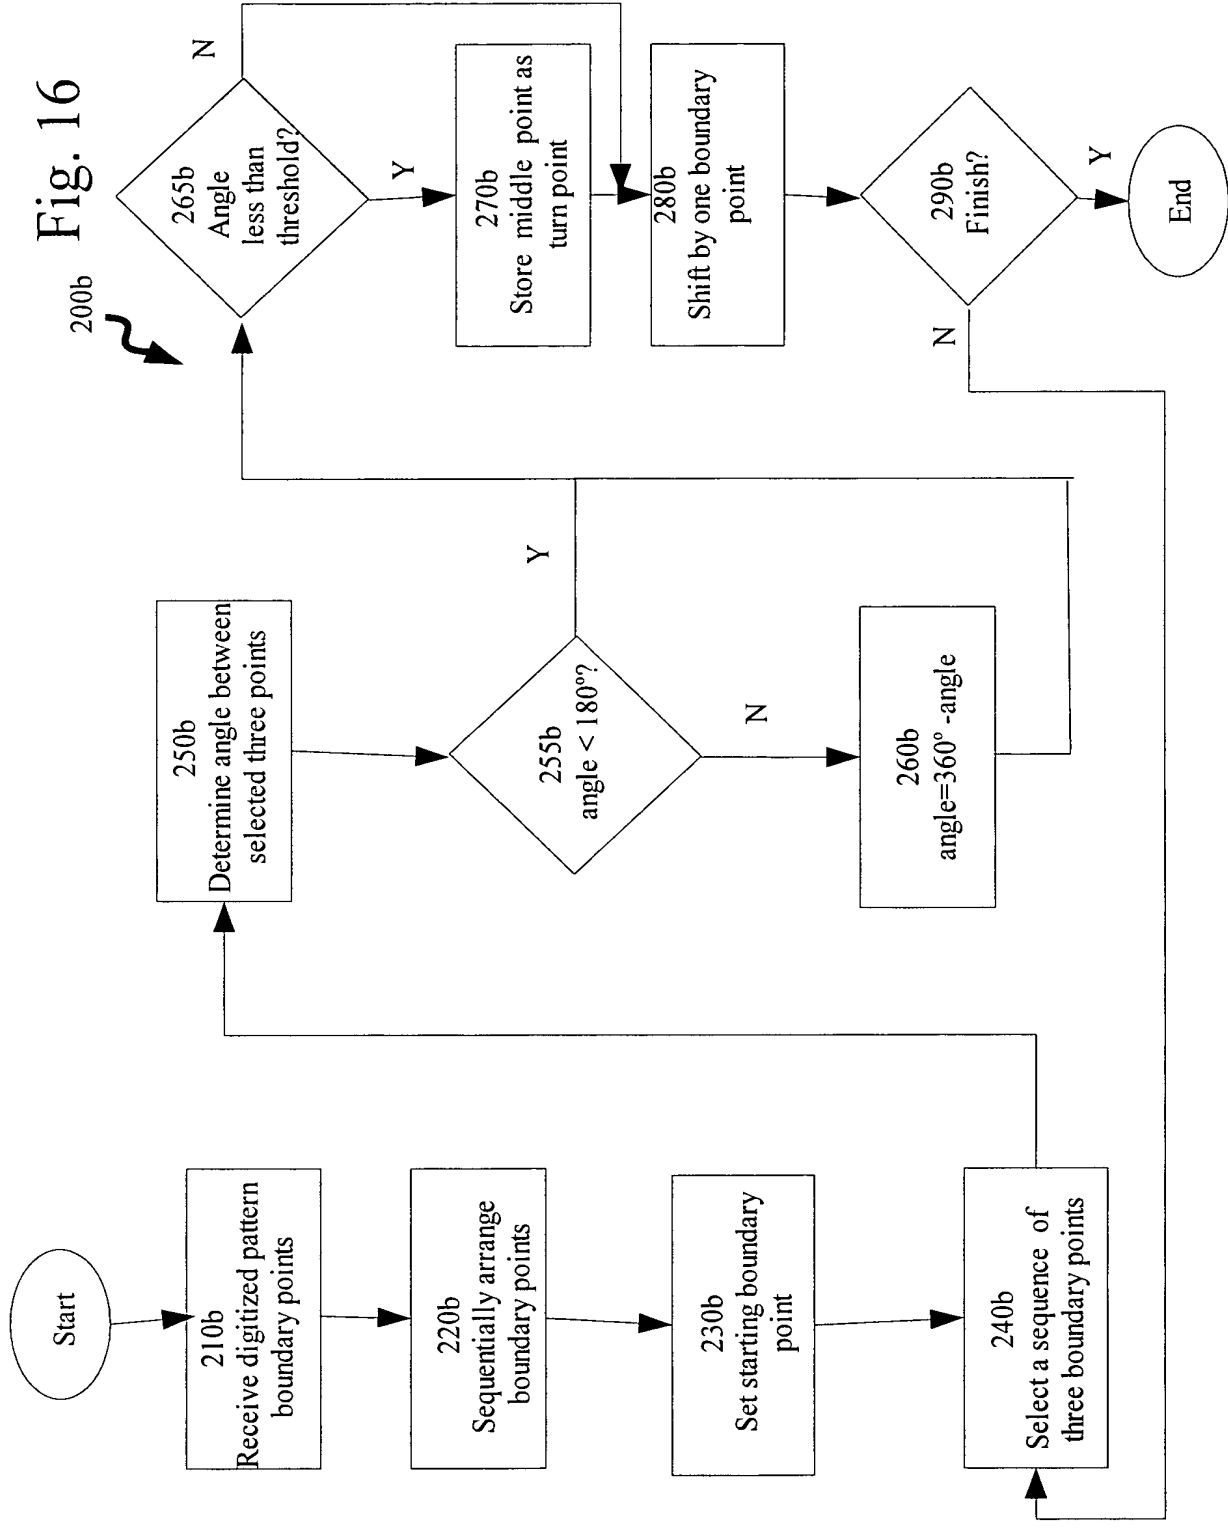 Fig. 16
200b
Start
210b
Receive digitized pattern
boundary points
220b
Sequentially arrange
boundary points
230b
Set starting boundary
point
240b
Select a sequence of
three boundary points
250b
Determine angle between
selected three points
255b
angle < 180°?
Y
N
260b
angle=360° -angle
265b
Angle
less than
threshold?
N
Y
270b
Store middle point as
turn point
280b
Shift by one boundary
point
290b
Finish?
N
Y
End